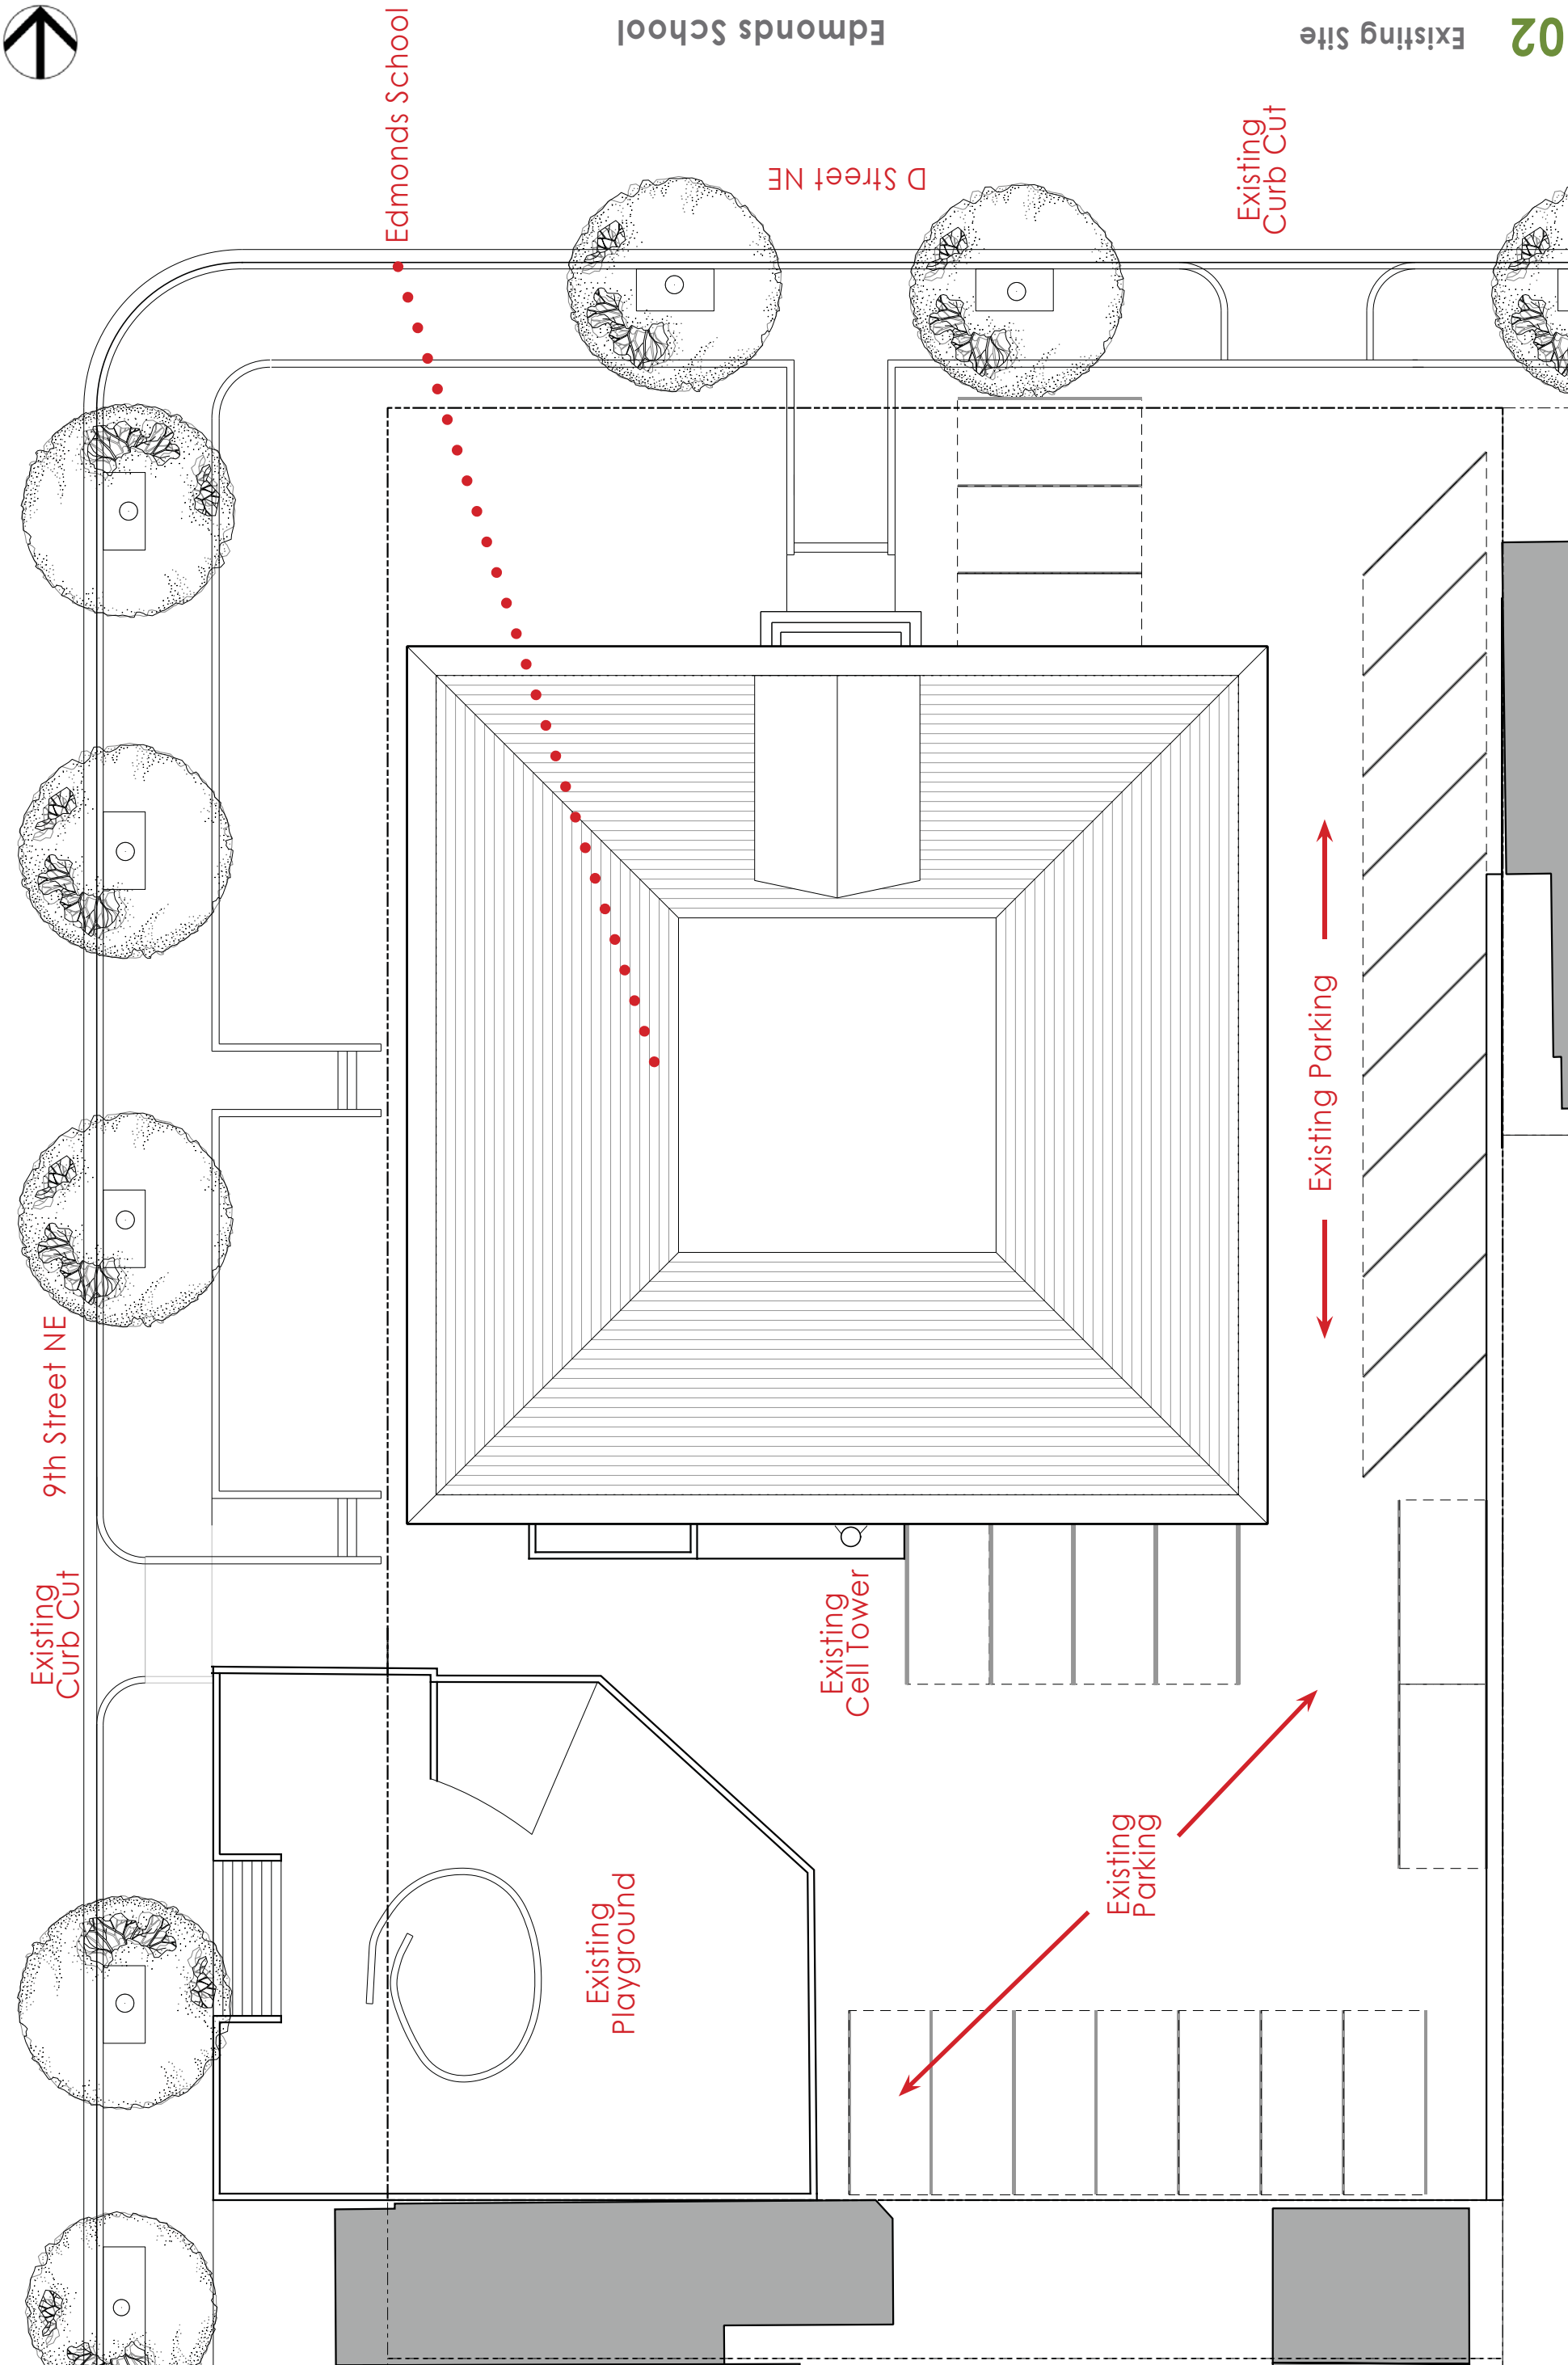 02
Existing Site
Edmonds School
Edmonds School
D Street NE
Existing
Curb Cut
Existing Parking
9th Street NE
Existing
Curb Cut
Existing
Cell Tower
Existing
Parking
Existing
Playground